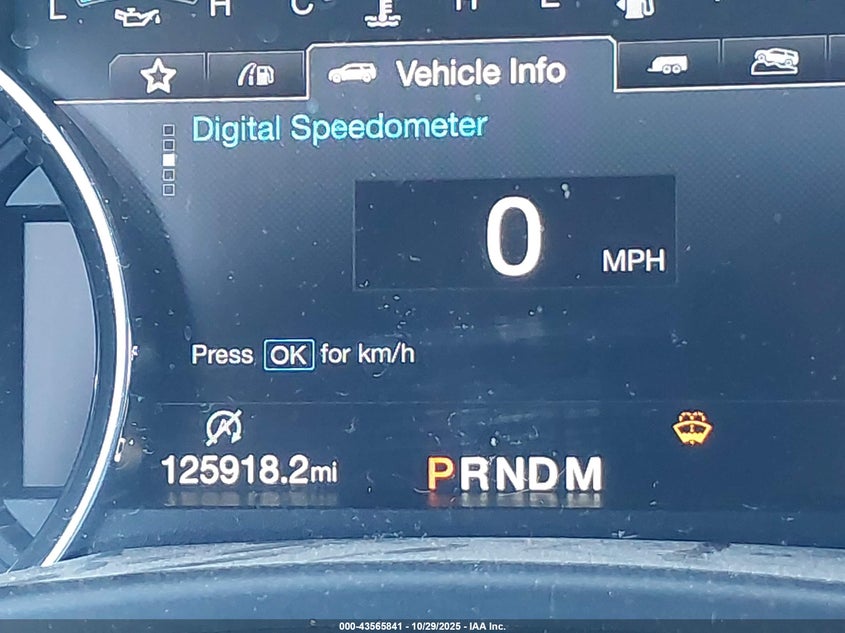 L H C H E
Vehicle Info
Digital Speedometer
0 MPH
Press OK for km/h
125918.2mi PRNDM
000-43565841 - 10/29/2025 - IAA Inc.